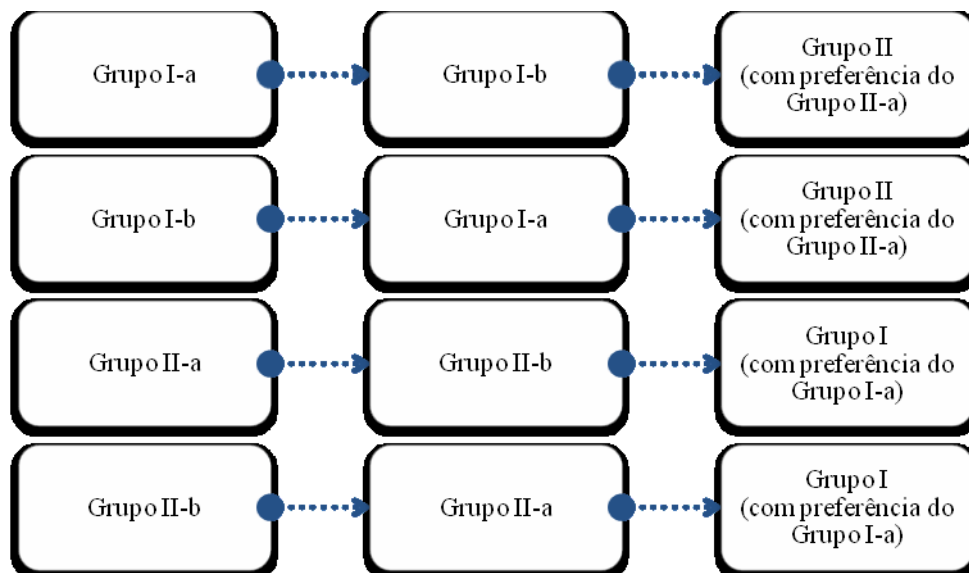 Grupo I-a
Grupo I-b
Grupo II
(com preferência do
Grupo II-a)
Grupo I-b
Grupo I-a
Grupo II
(com preferência do
Grupo II-a)
Grupo II-a
Grupo II-b
Grupo I
(com preferência do
Grupo I-a)
Grupo II-b
Grupo II-a
Grupo I
(com preferência do
Grupo I-a)